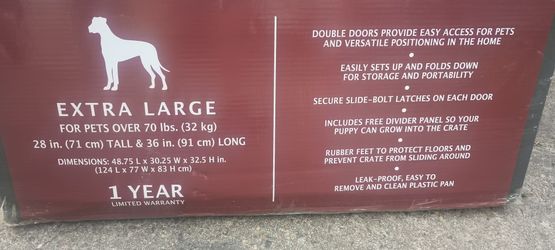 EXTRA LARGE
FOR PETS OVER 70 lbs. (32 kg)
28 in. (71 cm) TALL & 36 in. (91 cm) LONG
DIMENSIONS: 48.75 L x 30.25 W x 32.5 H in.
(124 L x 77 W x 83 H cm)
1 YEAR
LIMITED WARRANTY
DOUBLE DOORS PROVIDE EASY ACCESS FOR PETS
AND VERSATILE POSITIONING IN THE HOME
•
EASILY SETS UP AND FOLDS DOWN
FOR STORAGE AND PORTABILITY
•
SECURE SLIDE-BOLT LATCHES ON EACH DOOR
•
INCLUDES FREE DIVIDER PANEL SO YOUR
PUPPY CAN GROW INTO THE CRATE
•
RUBBER FEET TO PROTECT FLOORS AND
PREVENT CRATE FROM SLIDING AROUND
•
LEAK-PROOF, EASY TO
REMOVE AND CLEAN PLASTIC PAN